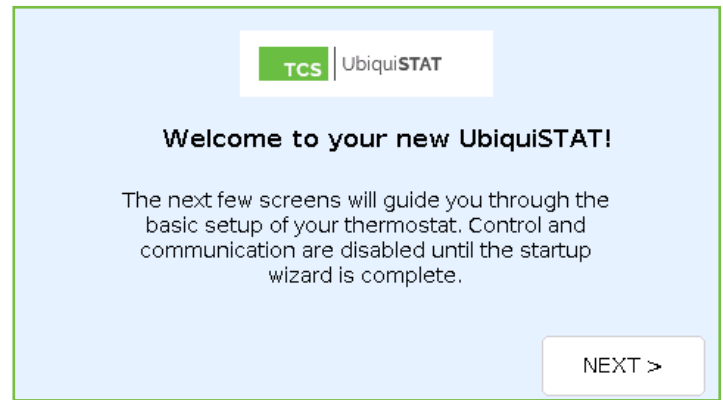 TCS UbiquiSTAT
Welcome to your new UbiquiSTAT!
The next few screens will guide you through the
basic setup of your thermostat. Control and
communication are disabled until the startup
wizard is complete.
NEXT >